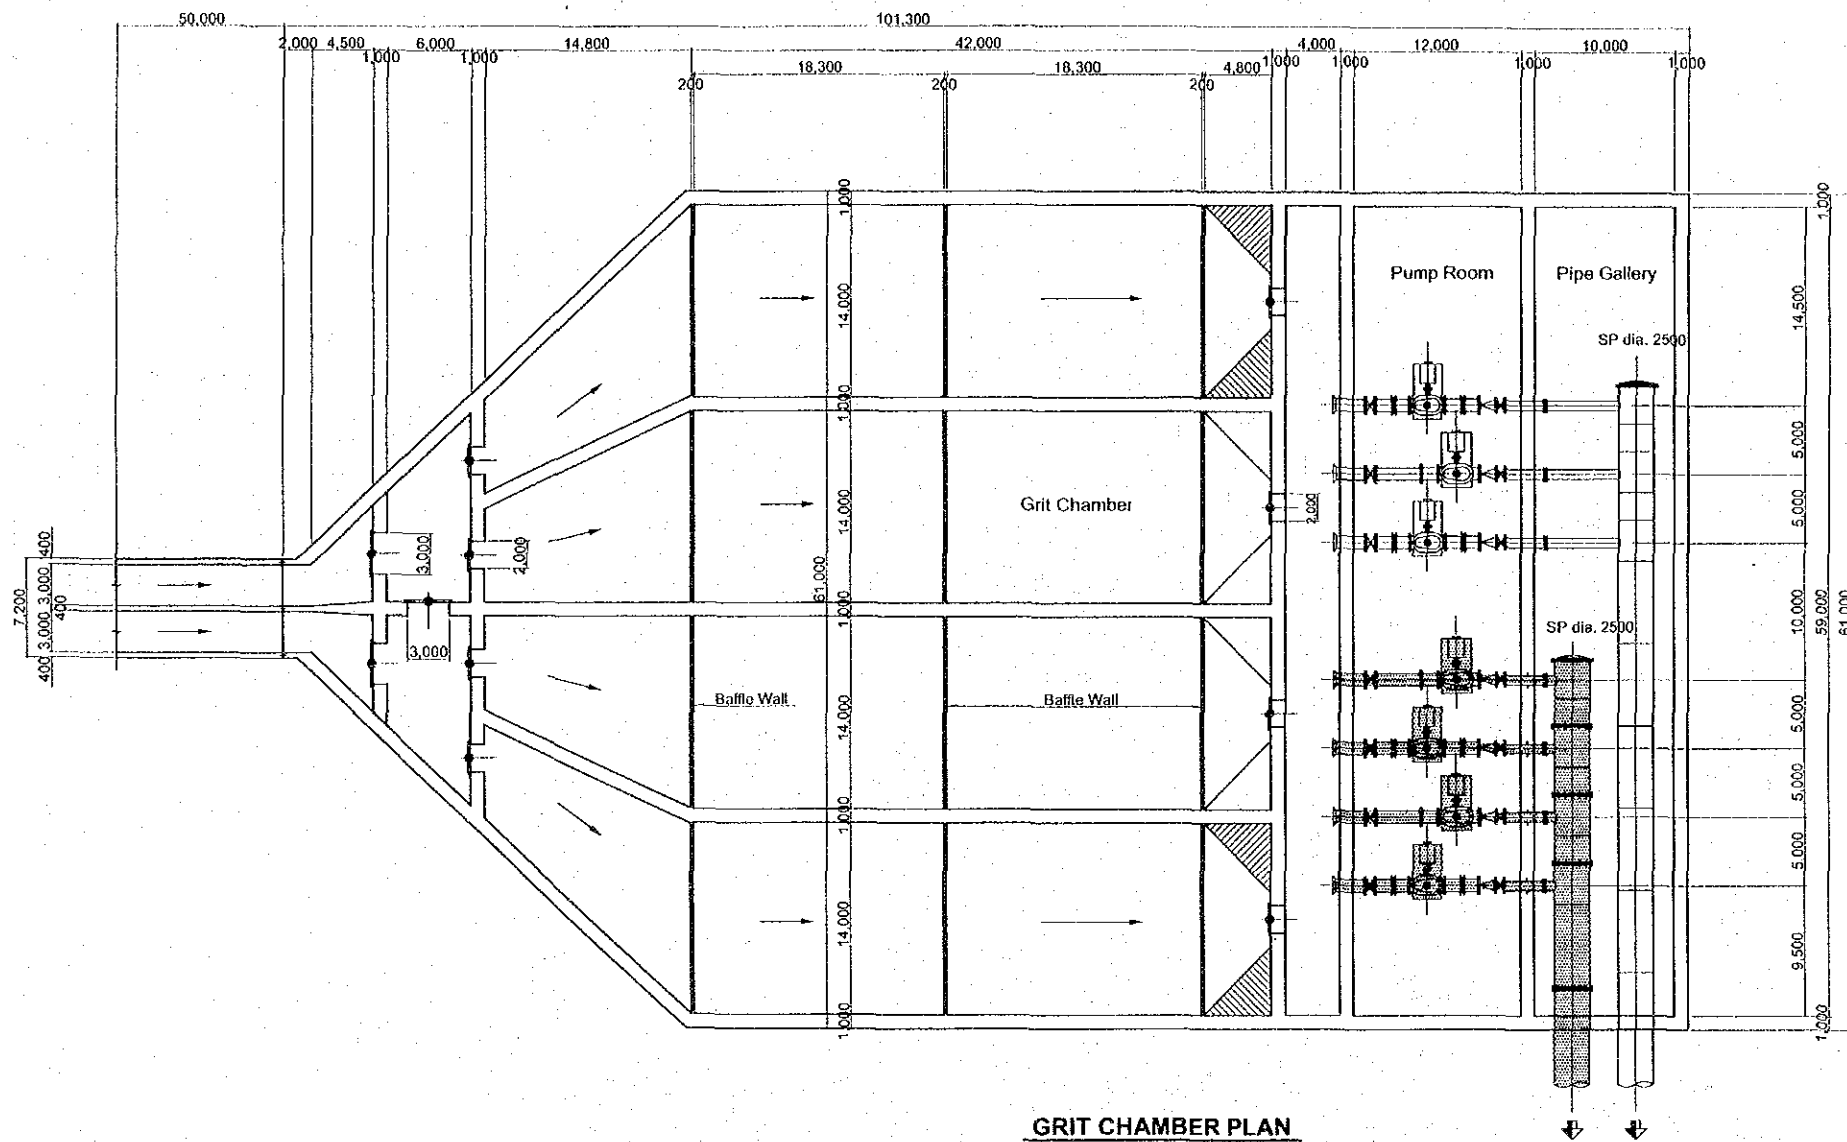 50,000
101,300
2,000 4,500 6,000 14,800 42,000 4,000 12,000 10,000
1,000 1,000 1,000 1,000 1,000 1,000
18,300 18,300 4,800
200 200 200
1,000
1,000
Pump Room
Pipe Gallery
14,000
14,500
SP dia. 2500
1,000
5,000
Grit Chamber
14,000
2,000
5,000
400
3,000
2,000
7,200
3,000
400
61,000
1,000
10,000
59,000
61,000
3,000
SP dia. 2500
400
3,000
Baffle Wall
Baffle Wall
14,000
5,000
5,000
1,000
5,000
14,000
9,500
1,000
1,000
GRIT CHAMBER PLAN